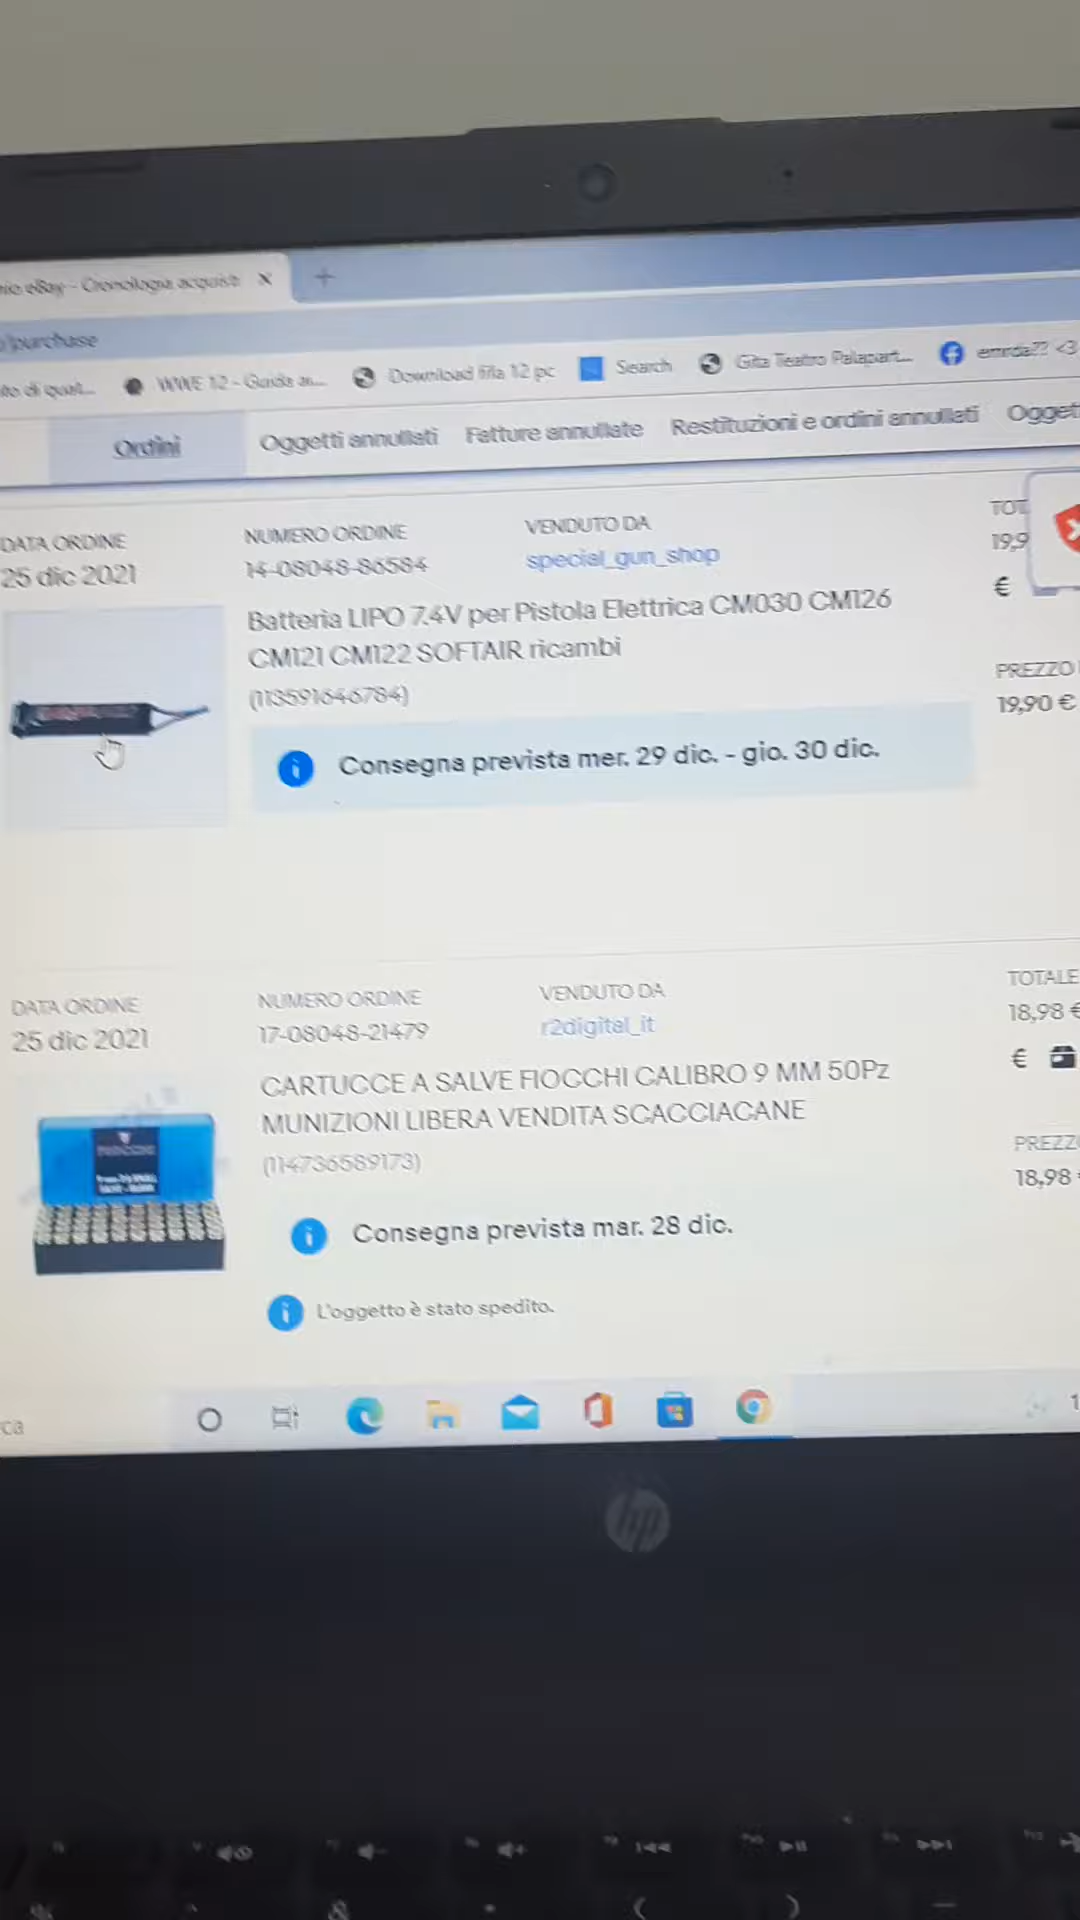 eBay - Cronologia acquisti
/purchase
WWE 12 - Guida ai...
Download fifa 12 pc
Search
Gita Teatro Palapart...
Ordini
Oggetti annullati
Fatture annullate
Restituzioni e ordini annullati
DATA ORDINE
25 dic 2021
NUMERO ORDINE
14-08048-86584
VENDUTO DA
special_gun_shop
Batteria LIPO 7.4V per Pistola Elettrica CM030 CM126
CM121 CM122 SOFTAIR ricambi
(113591646784)
Consegna prevista mer. 29 dic. - gio. 30 dic.
€
PREZZO
19,90 €
DATA ORDINE
25 dic 2021
NUMERO ORDINE
17-08048-21479
VENDUTO DA
r2digital_it
TOTALE
18,98 €
€
CARTUCCE A SALVE FIOCCHI CALIBRO 9 MM 50Pz
MUNIZIONI LIBERA VENDITA SCACCIACANE
(114736589173)
18,98
Consegna prevista mar. 28 dic.
L'oggetto è stato spedito.
hp